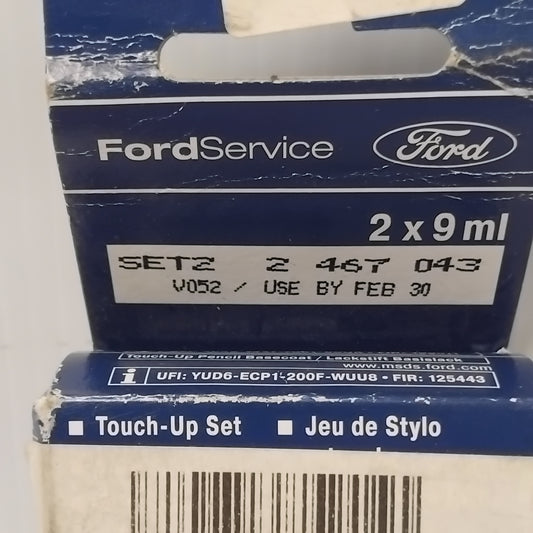 FordService Ford
2 x 9 ml
SET2 2 467 043
V052 / USE BY FEB 30
Touch-Up Pencil Basecoat / Lackstift Basislack
www.msds.ford.com
i UFI: YUD6-ECP1-200F-WUU8 • FIR: 125443
■ Touch-Up Set ■ Jeu de Stylo